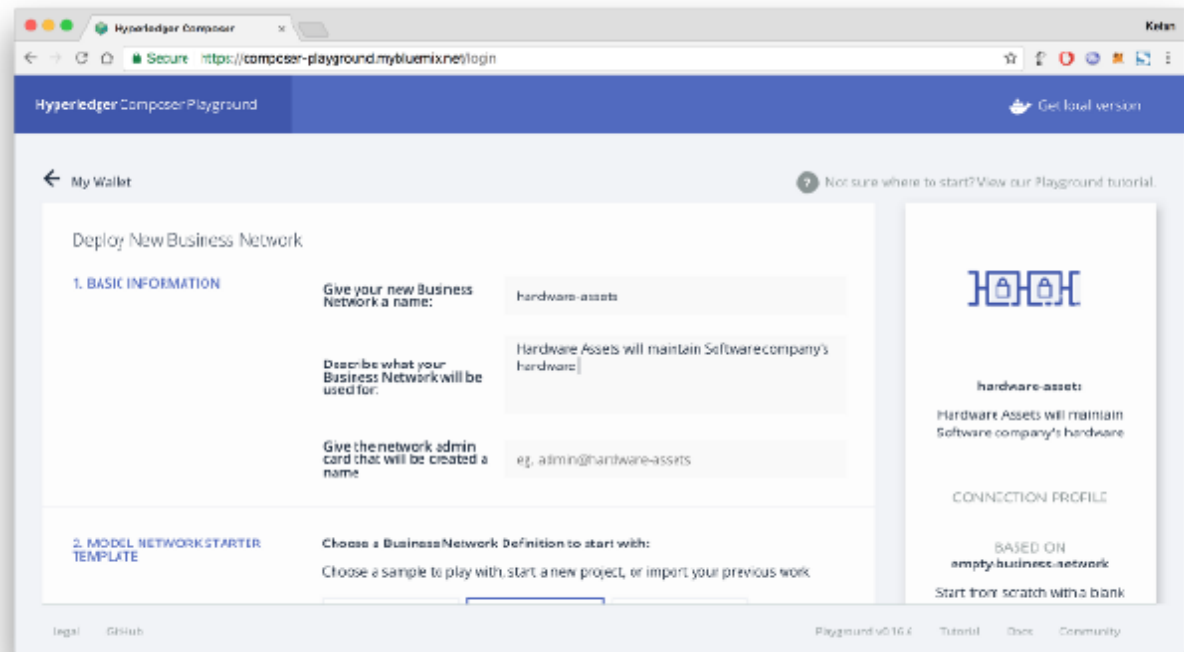 Hyperledger Composer
Kelan
Secure https://composer-playground.mybluemix.net/login
Hyperledger Composer Playground
Get local version
My Wallet
? Not sure where to start? View our Playground tutorial.
Deploy New Business Network
1. BASIC INFORMATION
Give your new Business
Network a name:
hardware-assets
Describe what your
Business Network will be
used for:
Hardware Assets will maintain Software company's
hardware
Give the network admin
card that will be created a
name
eg. admin@hardware-assets
2. MODEL NETWORK STARTER
TEMPLATE
Choose a Business Network Definition to start with:
Choose a sample to play with, start a new project, or import your previous work
hardware-assets
Hardware Assets will maintain
Software company's hardware
CONNECTION PROFILE
BASED ON
empty-business-network
Start from scratch with a blank
Legal GitHub
Playground v0.16.6 Tutorial Docs Community